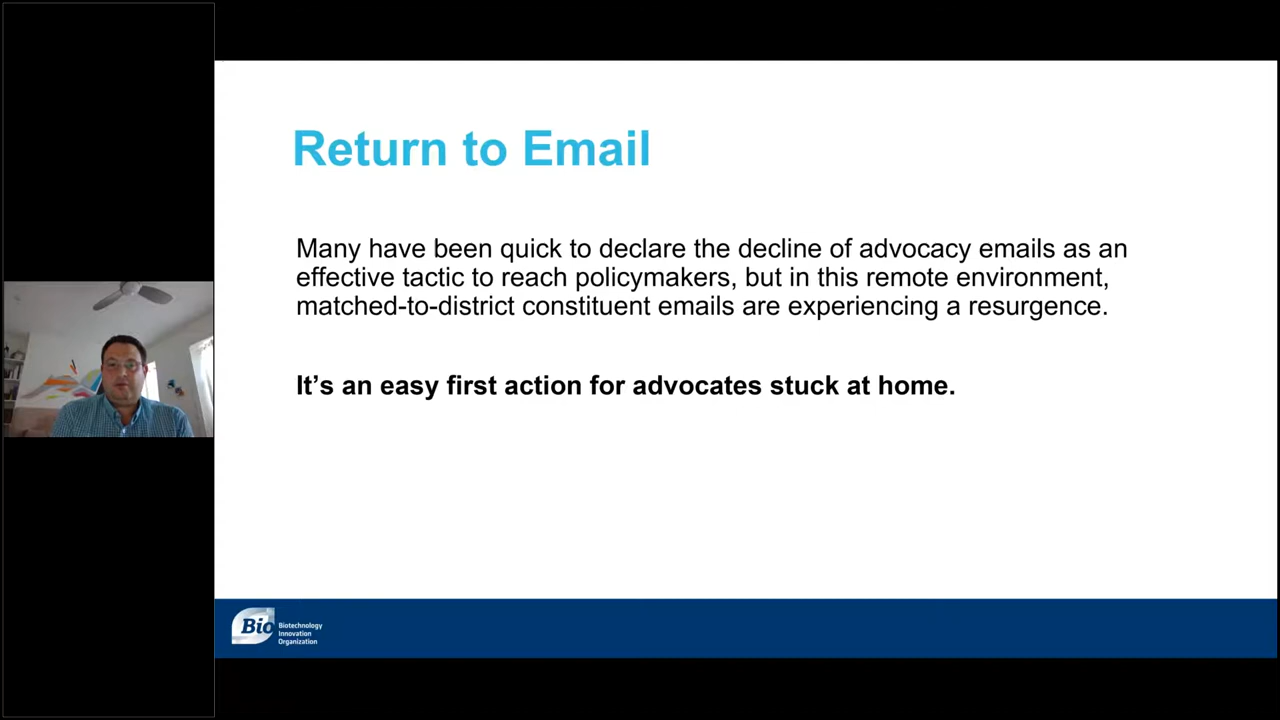 Return to Email
Many have been quick to declare the decline of advocacy emails as an
effective tactic to reach policymakers, but in this remote environment,
matched-to-district constituent emails are experiencing a resurgence.
It’s an easy first action for advocates stuck at home.
Bio
Biotechnology
Innovation
Organization